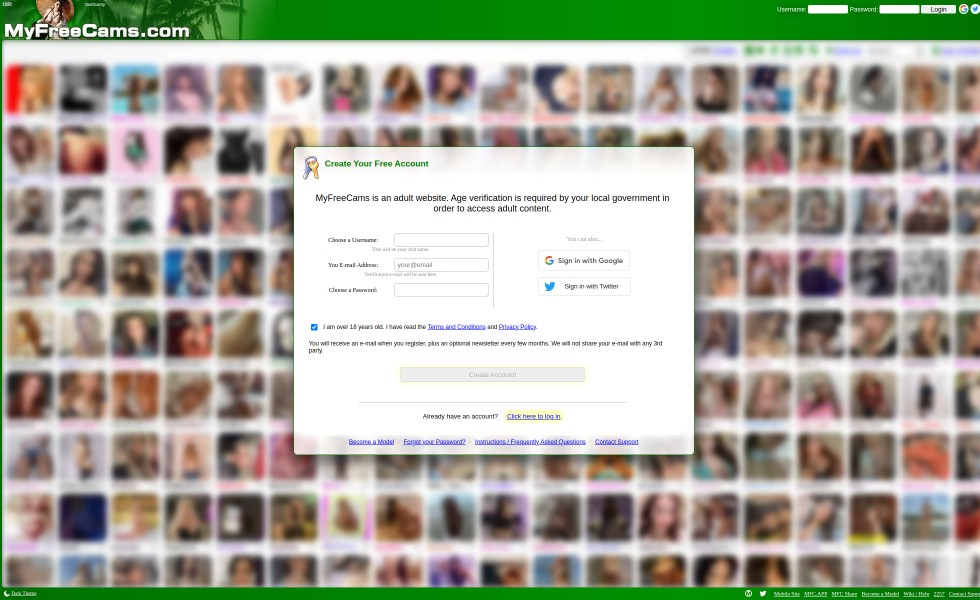 Username:
Password:
Login
MyFreeCams.com
Create Your Free Account
MyFreeCams is an adult website. Age verification is required by your local government in
order to access adult content.
Choose a Username:
This will be your chat name.
You E-mail Address:
your@email
Verification e-mail will be sent here.
Choose a Password:
You can also...
Sign in with Google
Sign in with Twitter
I am over 18 years old. I have read the Terms and Conditions and Privacy Policy.
You will receive an e-mail when you register, plus an optional newsletter every few months. We will not share your e-mail with any 3rd
party.
Create Account!
Already have an account? Click here to log in.
Become a Model - Forgot your Password? - Instructions / Frequently Asked Questions - Contact Support
Dark Theme
Mobile Site MFC.APP MFC Share Become a Model Wiki / Help 2257 Contact